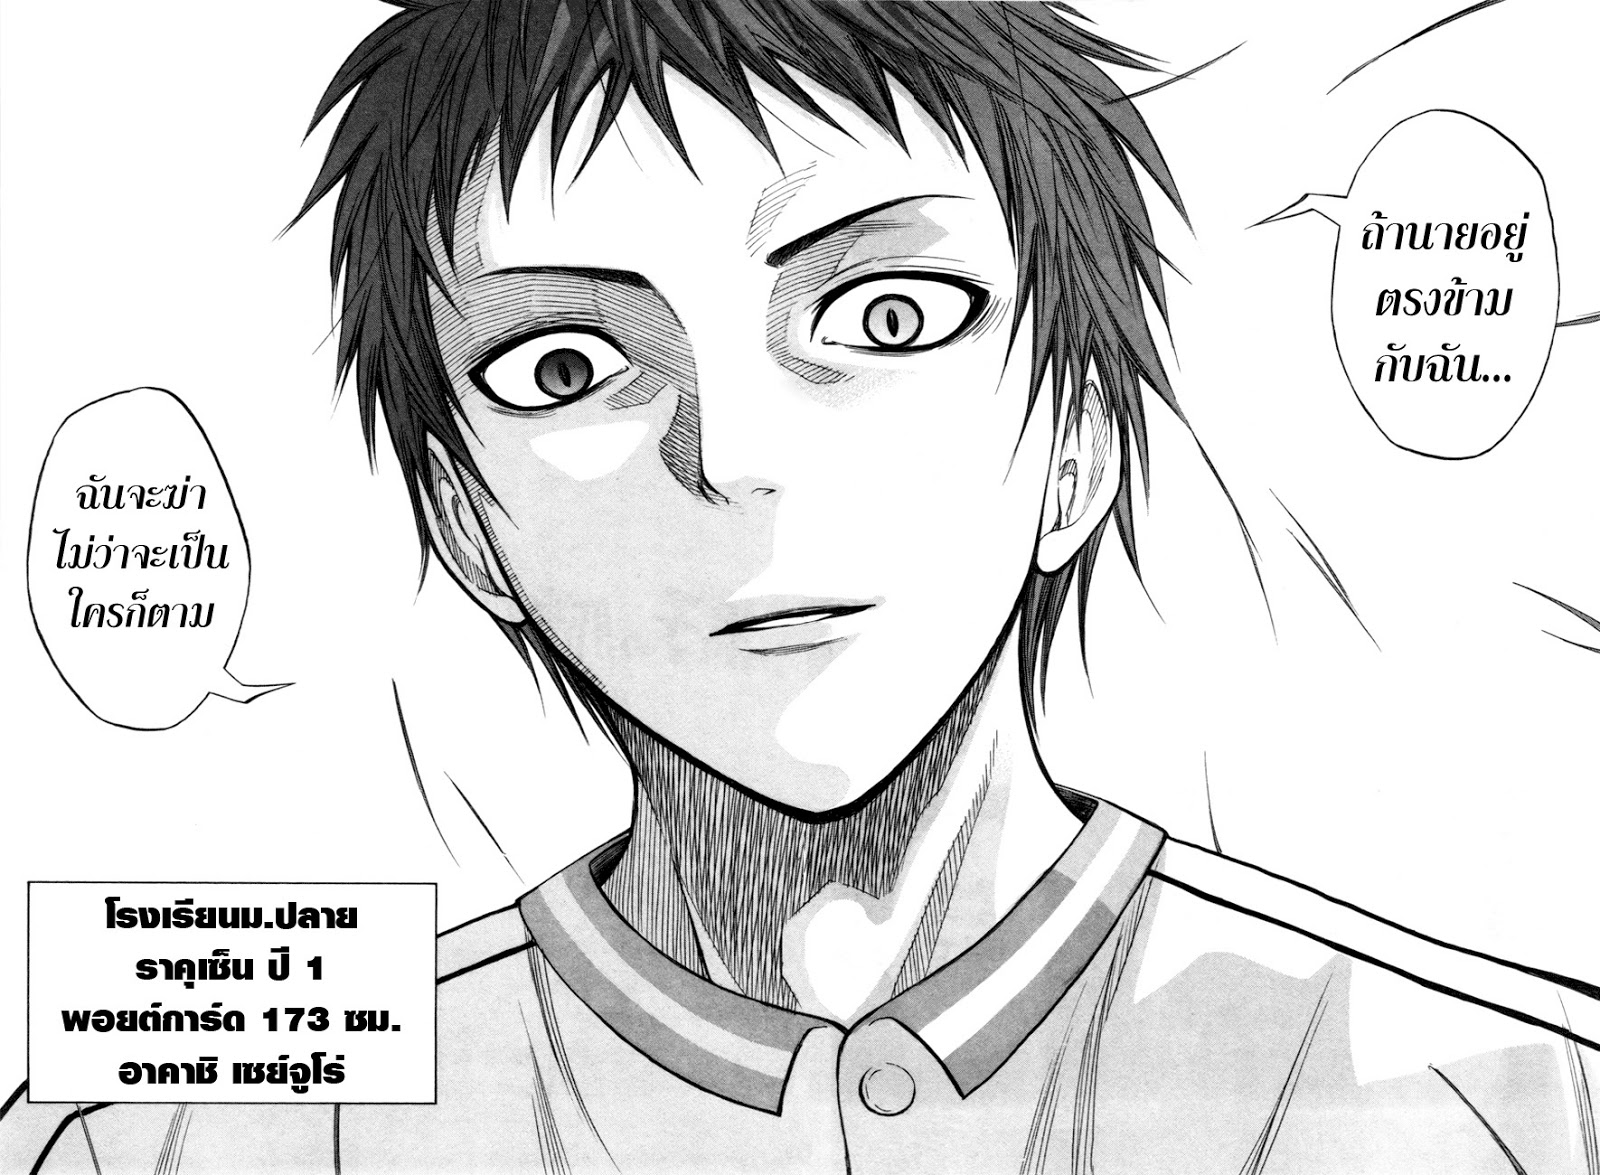 ถ้านายอยู่
ตรงข้าม
กับฉัน...
ฉันจะฆ่า
ไม่ว่าจะเป็น
ใครก็ตาม
โรงเรียนม.ปลาย
ราคุเซ็น ปี 1
พอยต์การ์ด 173 ซม.
อาคาชิ เซย์จูโร่